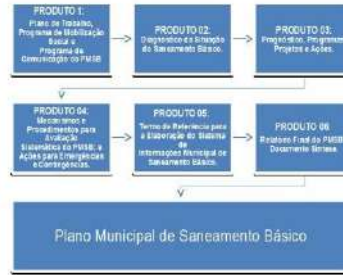 PRODUTO 1:
Plano de Trabalho,
Programa de Mobilização
Social e
Programa de
Comunicação do PMSB
PRODUTO 02:
Diagnóstico da Situação
do Saneamento Básico.
PRODUTO 03:
Prognóstico, Programas
Projetos e Ações.
PRODUTO 04:
Mecanismos e
Procedimentos para
Avaliação
Sistemática do PMSB; e
Ações para Emergências
e Contingências.
PRODUTO 05:
Termo de Referência para
a Elaboração do Sistema
de
Informações Municipal de
Saneamento Básico.
PRODUTO 06:
Relatório Final do PMSB
Documento Síntese
Plano Municipal de Saneamento Básico